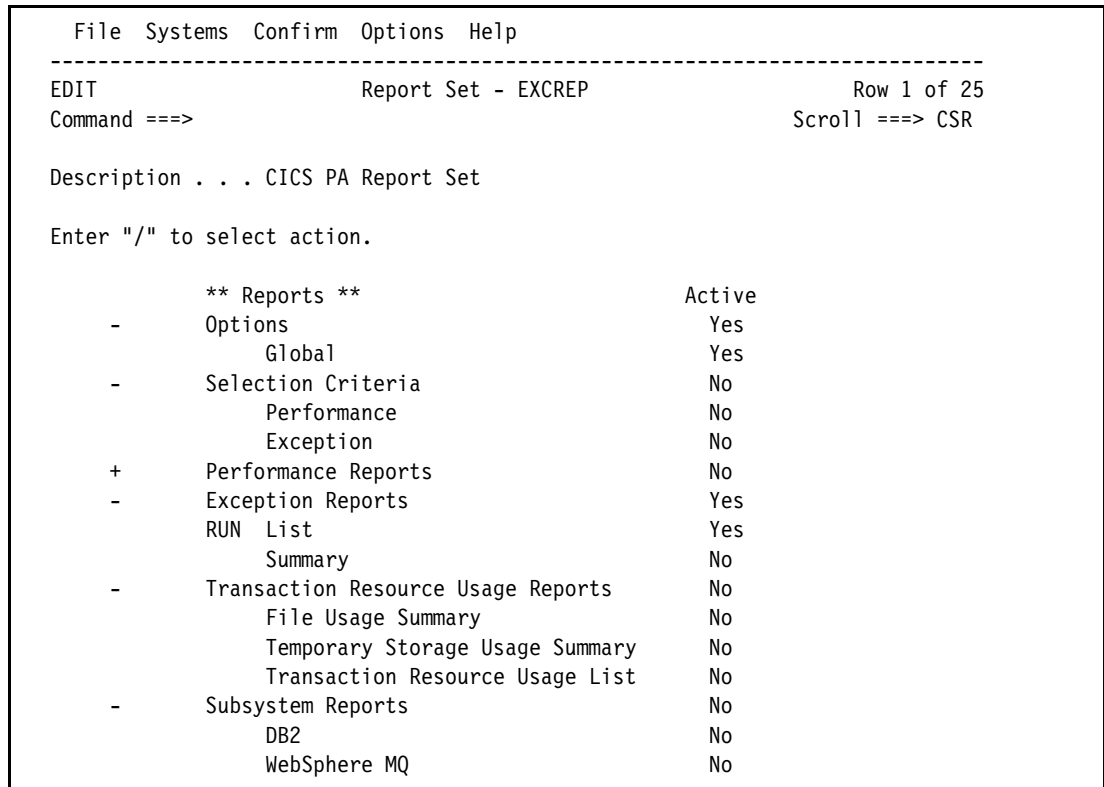 File Systems Confirm Options Help
-------------------------------------------------------------------------------
EDIT Report Set - EXCREP Row 1 of 25
Command ===> Scroll ===> CSR
Description . . . CICS PA Report Set
Enter "/" to select action.
** Reports ** Active
- Options Yes
Global Yes
- Selection Criteria No
Performance No
Exception No
+ Performance Reports No
- Exception Reports Yes
RUN List Yes
Summary No
- Transaction Resource Usage Reports No
File Usage Summary No
Temporary Storage Usage Summary No
Transaction Resource Usage List No
- Subsystem Reports No
DB2 No
WebSphere MQ No